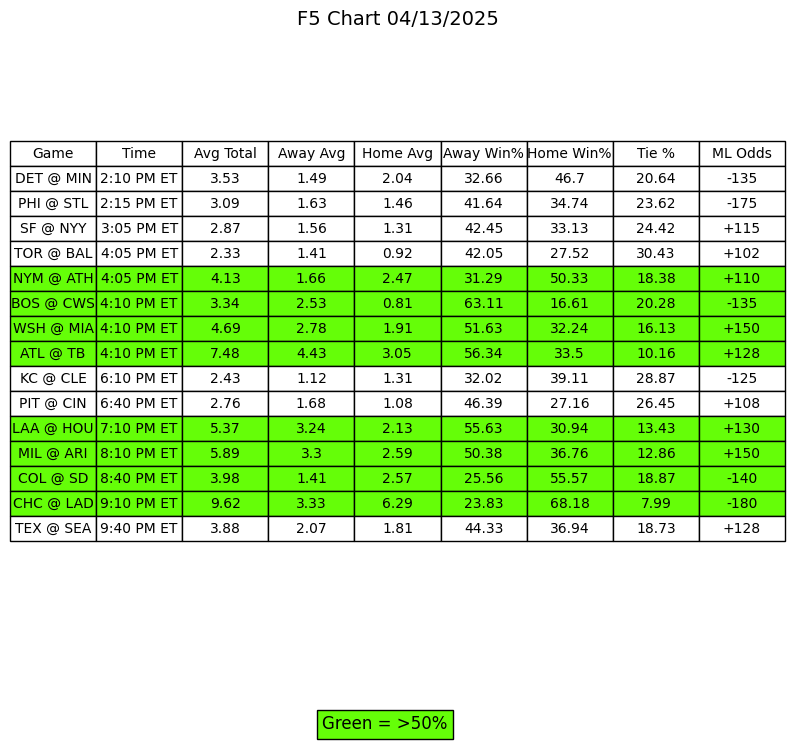 F5 Chart 04/13/2025
Game Time Avg Total Away Avg Home Avg Away Win% Home Win% Tie % ML Odds
DET @ MIN 2:10 PM ET 3.53 1.49 2.04 32.66 46.7 20.64 -135
PHI @ STL 2:15 PM ET 3.09 1.63 1.46 41.64 34.74 23.62 -175
SF @ NYY 3:05 PM ET 2.87 1.56 1.31 42.45 33.13 24.42 +115
TOR @ BAL 4:05 PM ET 2.33 1.41 0.92 42.05 27.52 30.43 +102
NYM @ ATH 4:05 PM ET 4.13 1.66 2.47 31.29 50.33 18.38 +110
BOS @ CWS 4:10 PM ET 3.34 2.53 0.81 63.11 16.61 20.28 -135
WSH @ MIA 4:10 PM ET 4.69 2.78 1.91 51.63 32.24 16.13 +150
ATL @ TB 4:10 PM ET 7.48 4.43 3.05 56.34 33.5 10.16 +128
KC @ CLE 6:10 PM ET 2.43 1.12 1.31 32.02 39.11 28.87 -125
PIT @ CIN 6:40 PM ET 2.76 1.68 1.08 46.39 27.16 26.45 +108
LAA @ HOU 7:10 PM ET 5.37 3.24 2.13 55.63 30.94 13.43 +130
MIL @ ARI 8:10 PM ET 5.89 3.3 2.59 50.38 36.76 12.86 +150
COL @ SD 8:40 PM ET 3.98 1.41 2.57 25.56 55.57 18.87 -140
CHC @ LAD 9:10 PM ET 9.62 3.33 6.29 23.83 68.18 7.99 -180
TEX @ SEA 9:40 PM ET 3.88 2.07 1.81 44.33 36.94 18.73 +128
Green = >50%